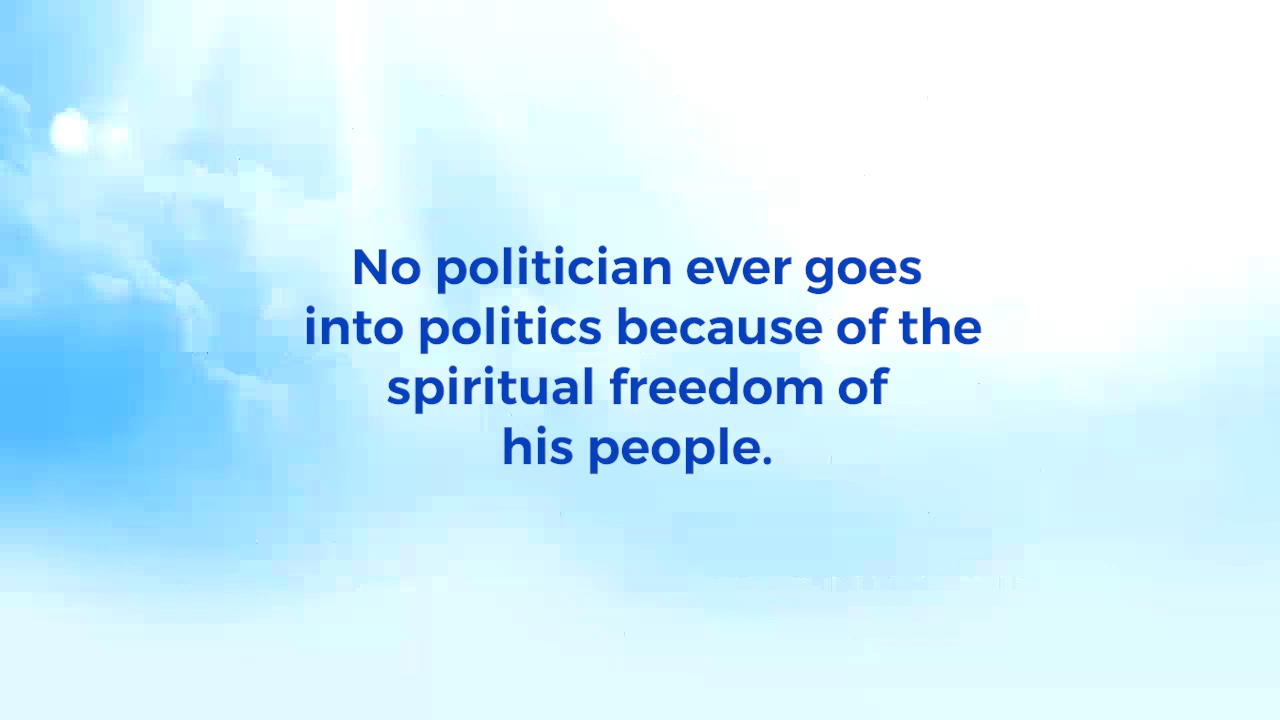 No politician ever goes
into politics because of the
spiritual freedom of
his people.